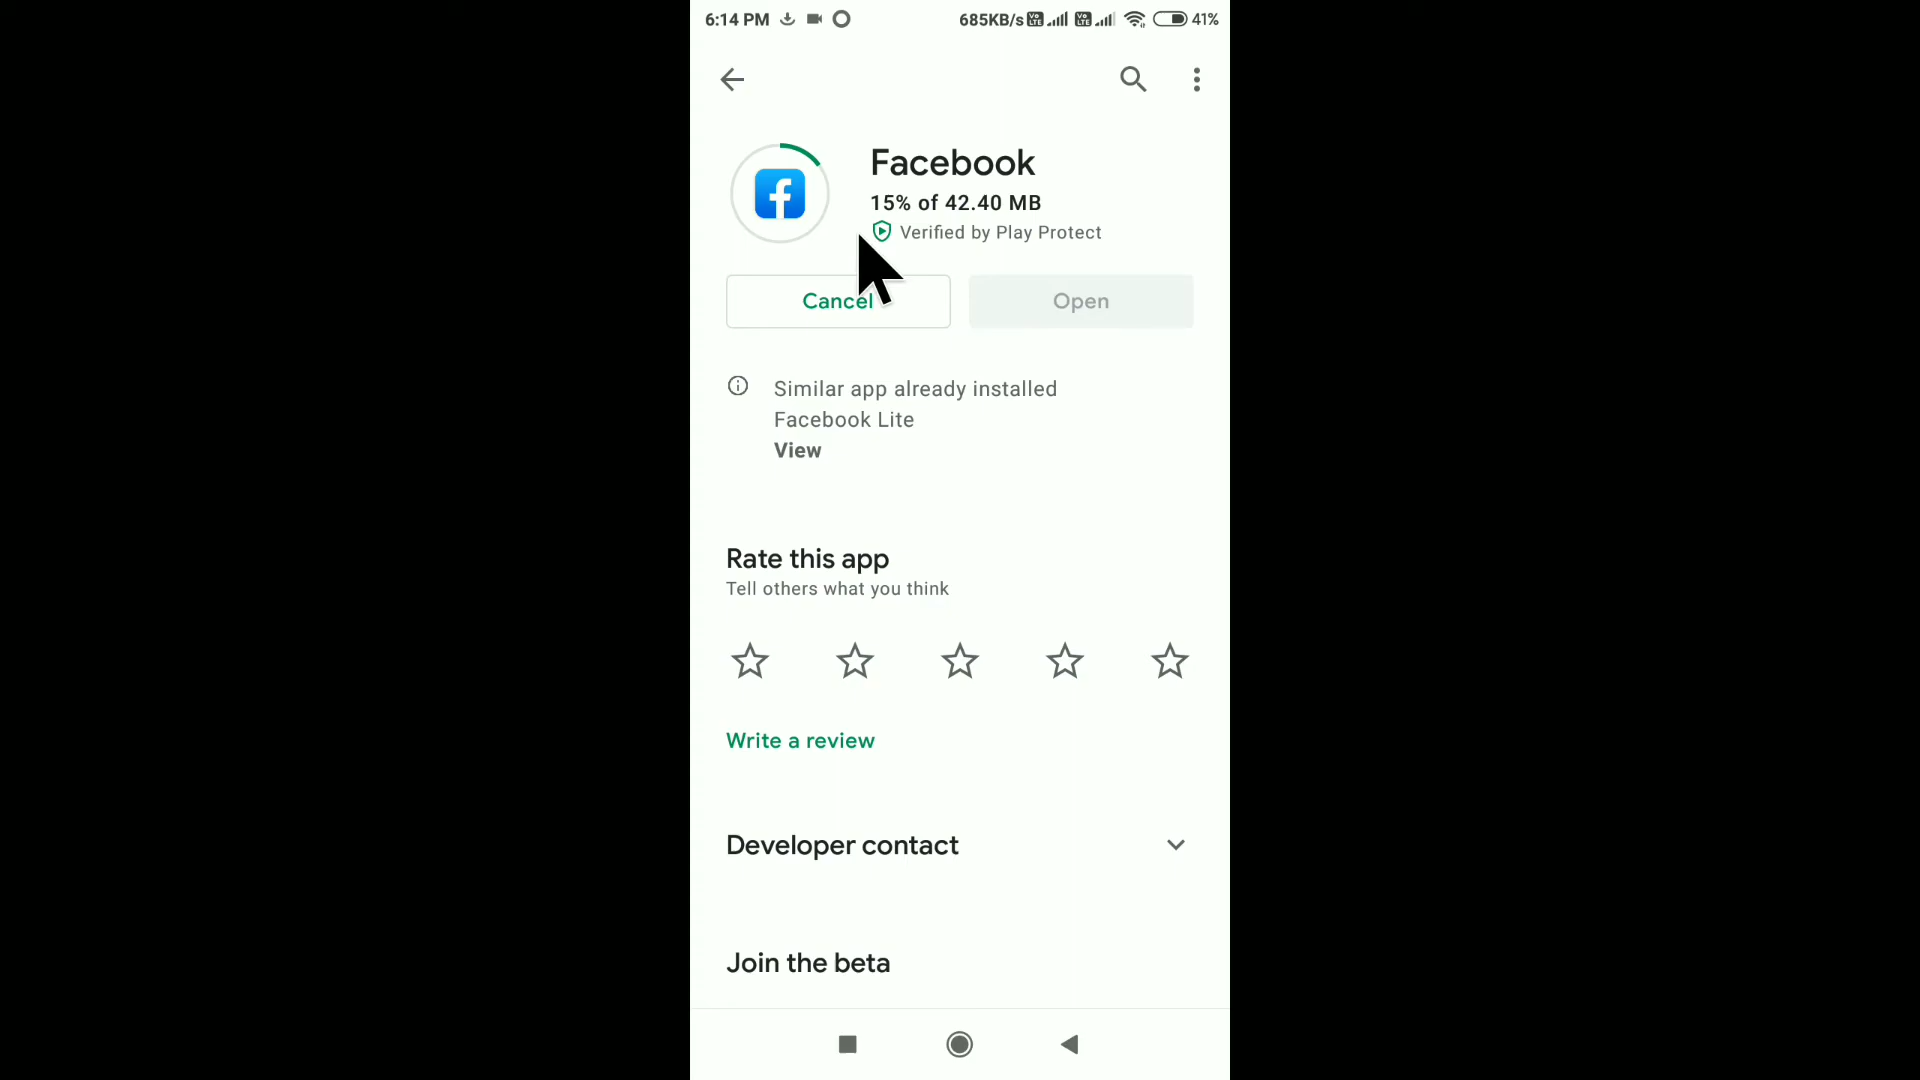 6:14 PM 685KB/s 41%
Facebook
15% of 42.40 MB
Verified by Play Protect
Cancel Open
Similar app already installed
Facebook Lite
View
Rate this app
Tell others what you think
Write a review
Developer contact
Join the beta